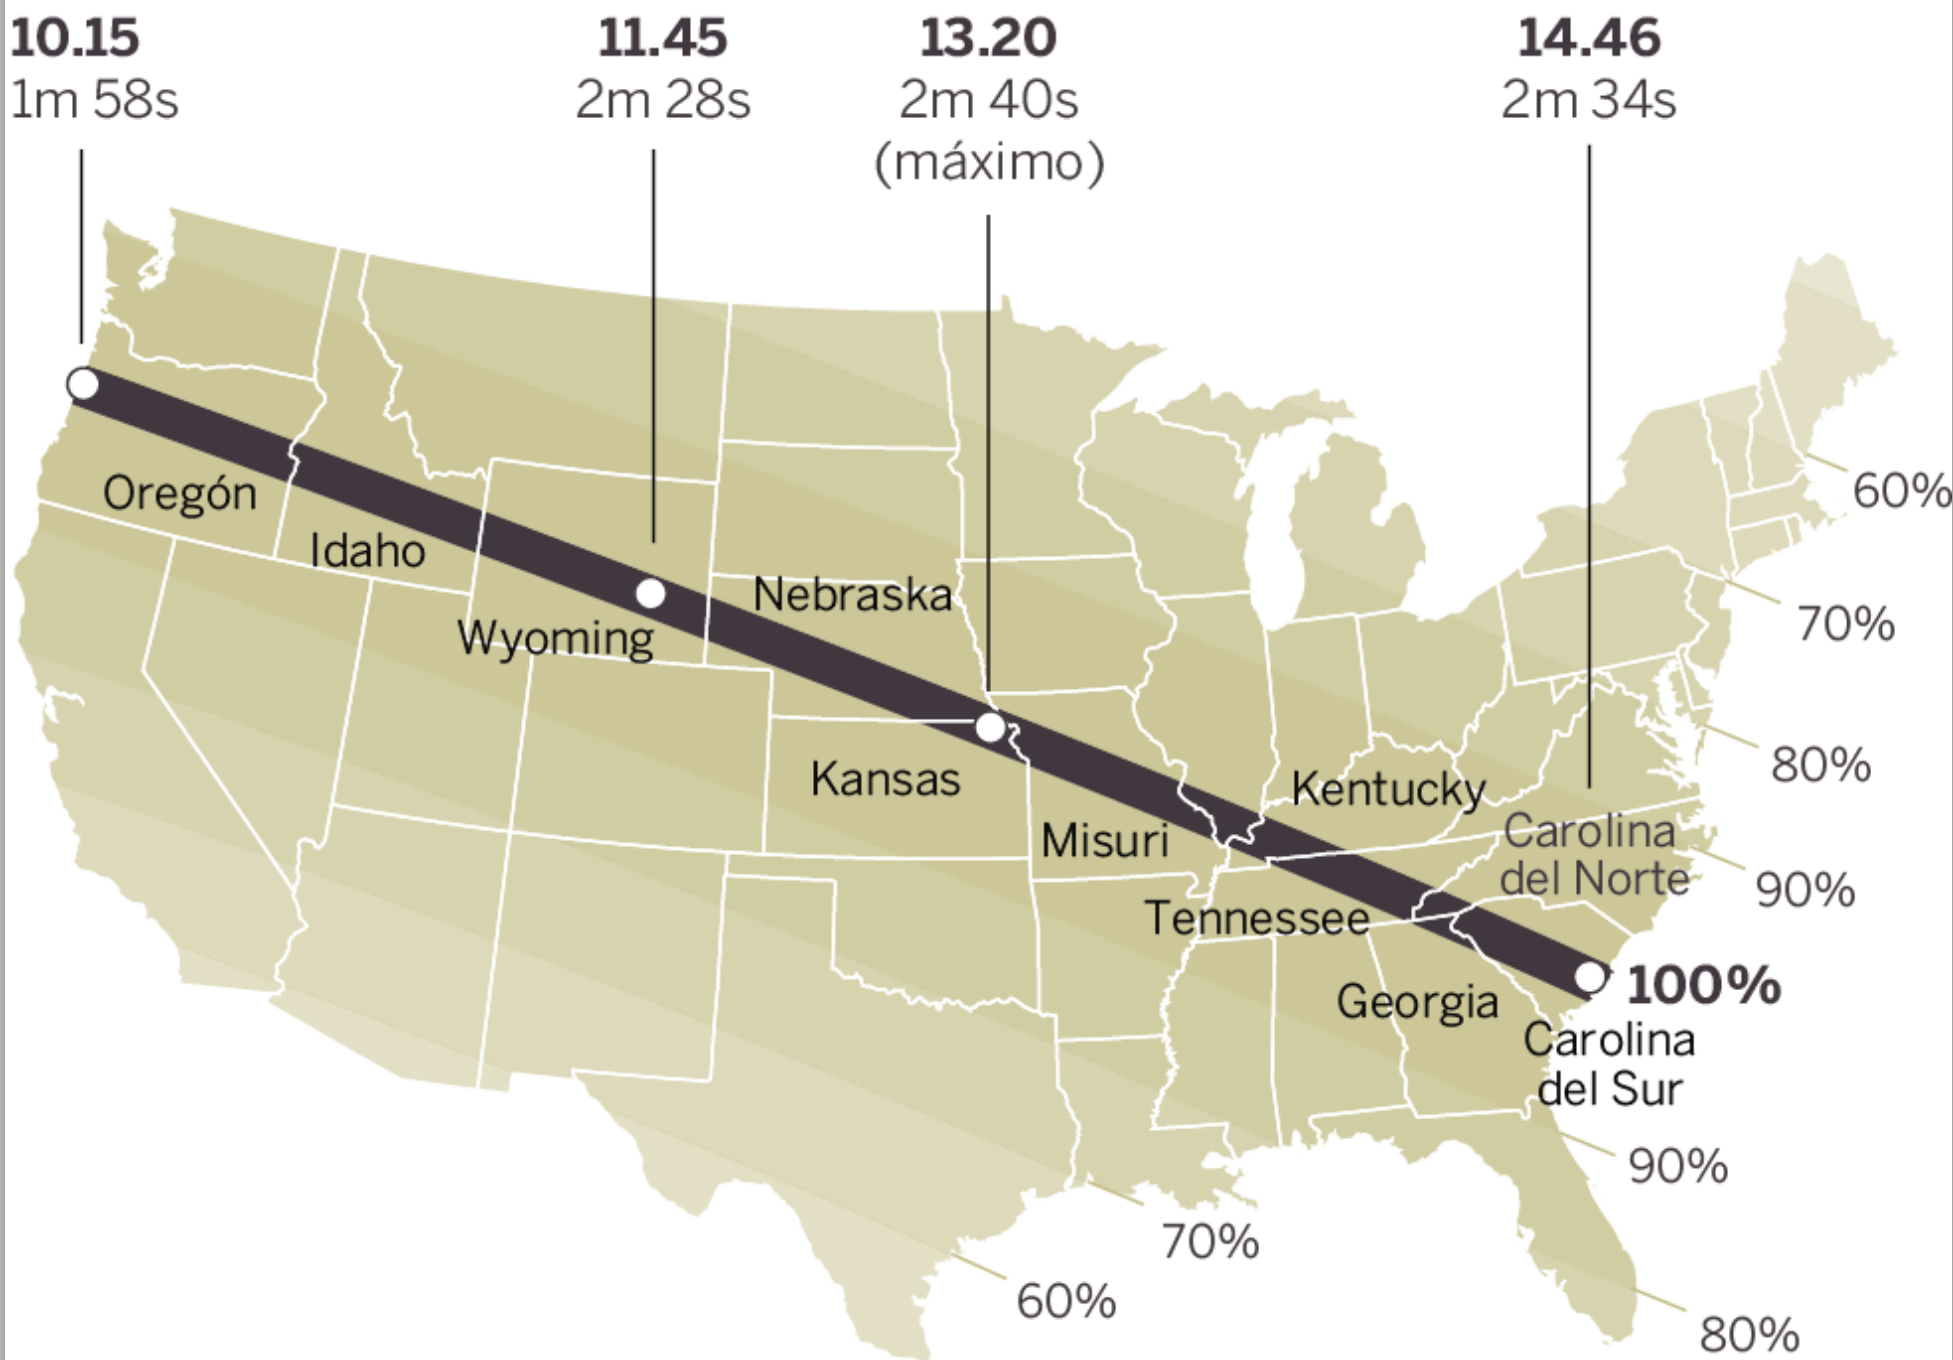 10.15
1m 58s
11.45
2m 28s
13.20
2m 40s
(máximo)
14.46
2m 34s
Oregón
Idaho
Wyoming
Nebraska
Kansas
Misuri
Kentucky
Tennessee
Carolina
del Norte
Georgia
100%
Carolina
del Sur
60%
70%
80%
90%
90%
80%
70%
60%